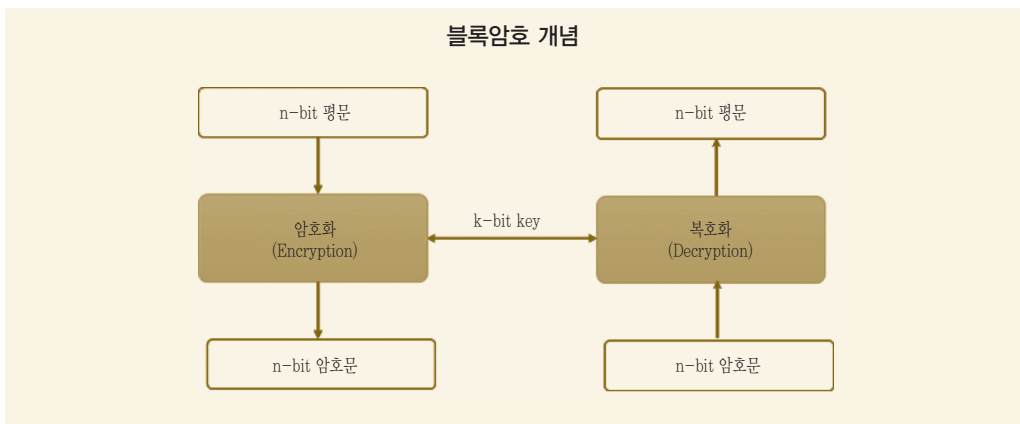 블록암호 개념
n-bit 평문
n-bit 평문
암호화
(Encryption)
k-bit key
복호화
(Decryption)
n-bit 암호문
n-bit 암호문